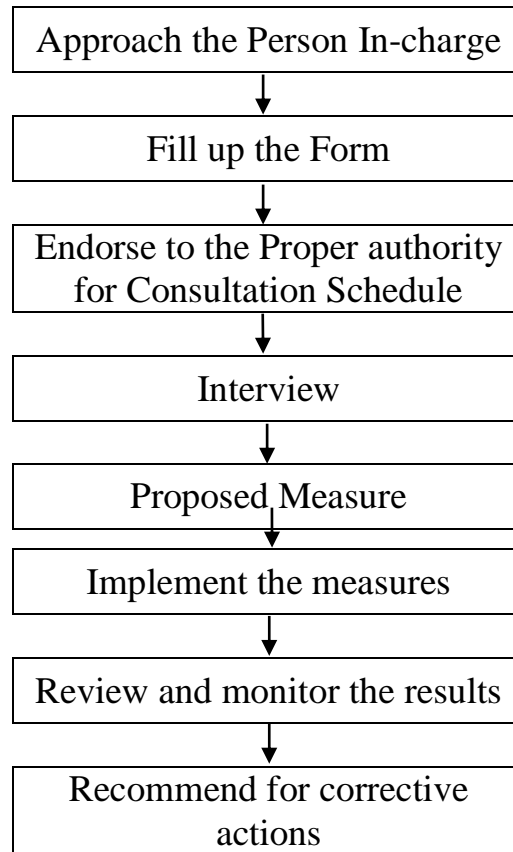 Approach the Person In-charge
Fill up the Form
Endorse to the Proper authority
for Consultation Schedule
Interview
Proposed Measure
Implement the measures
Review and monitor the results
Recommend for corrective
actions